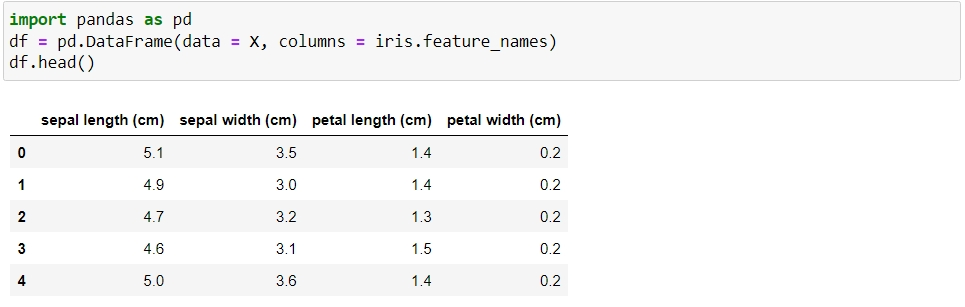 import pandas as pd
df = pd.DataFrame(data = X, columns = iris.feature_names)
df.head()
sepal length (cm) sepal width (cm) petal length (cm) petal width (cm)
0 5.1 3.5 1.4 0.2
1 4.9 3.0 1.4 0.2
2 4.7 3.2 1.3 0.2
3 4.6 3.1 1.5 0.2
4 5.0 3.6 1.4 0.2